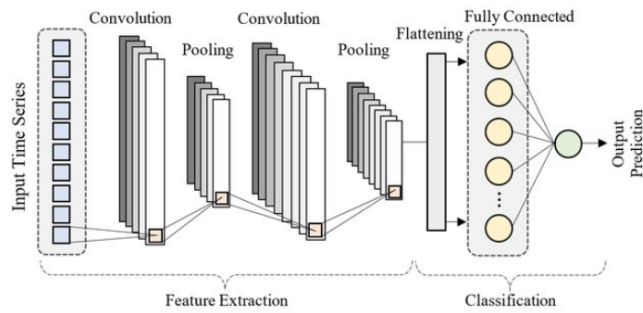 Fully Connected
Convolution
Convolution
Flattening
Pooling
Pooling
Input Time Series
Output
Prediction
Feature Extraction
Classification